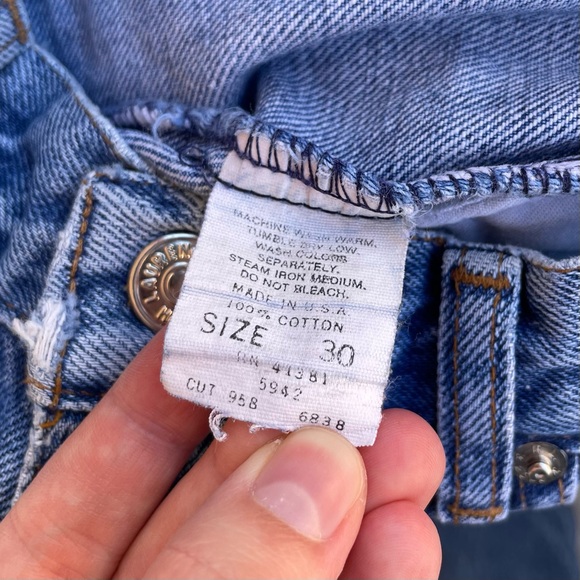 MACHINE WASH WARM.
TUMBLE DRY LOW.
WASH COLORS
SEPARATELY.
STEAM IRON MEDIUM.
DO NOT BLEACH.
MADE IN U.S.A.
100% COTTON
SIZE 30
RN 41381
5942
CUT 958 6838
LAUREN